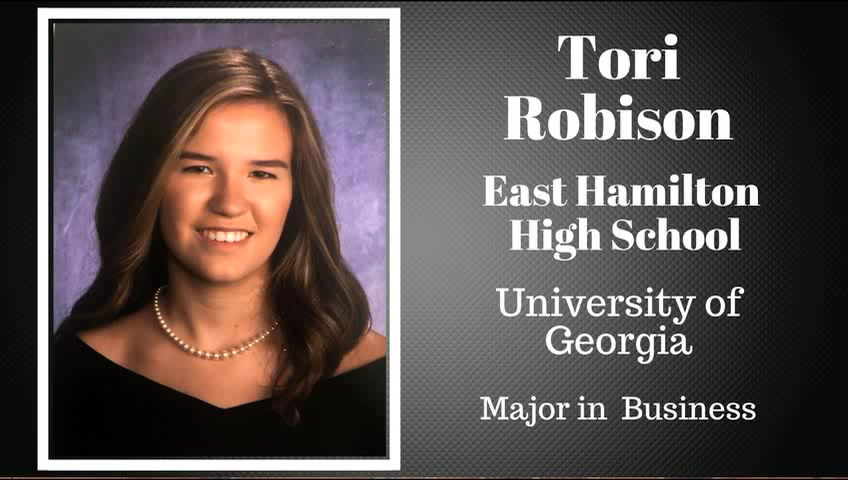 Tori
Robison
East Hamilton
High School
University of
Georgia
Major in Business